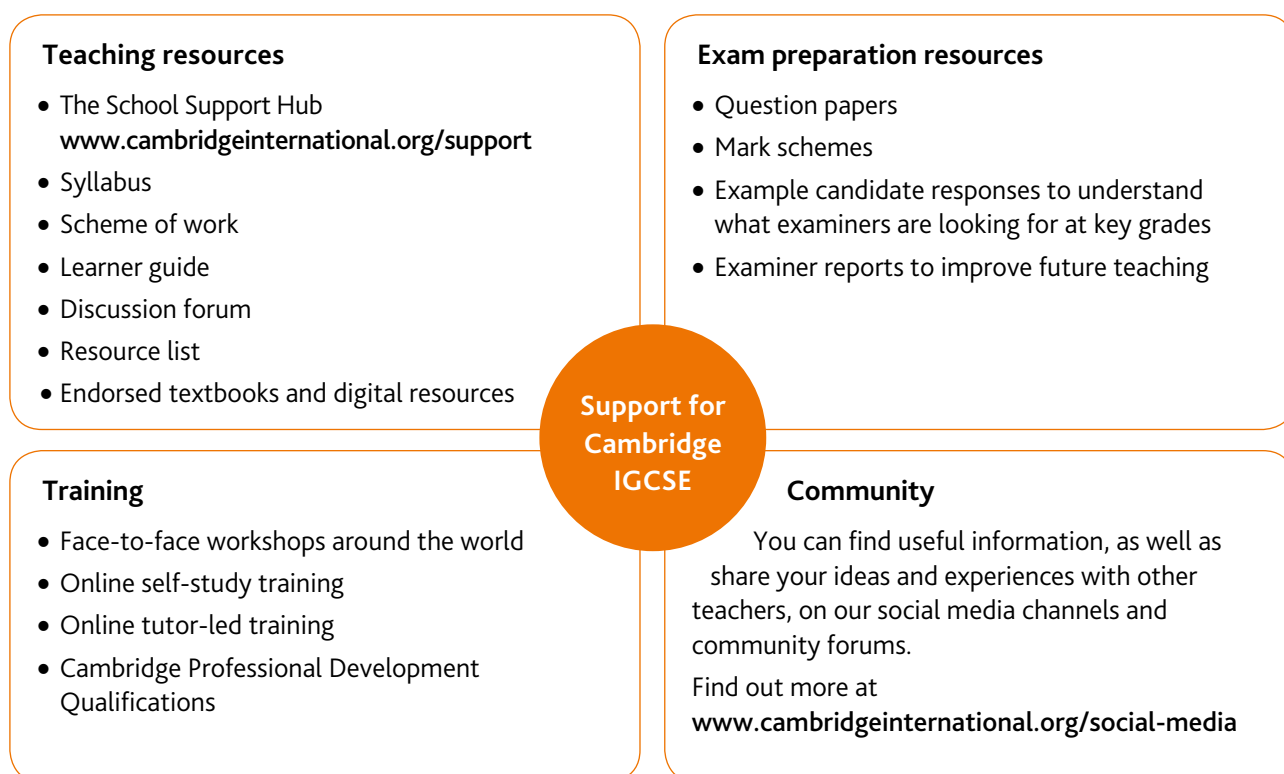 Teaching resources
• The School Support Hub
www.cambridgeinternational.org/support
• Syllabus
• Scheme of work
• Learner guide
• Discussion forum
• Resource list
• Endorsed textbooks and digital resources
Exam preparation resources
• Question papers
• Mark schemes
• Example candidate responses to understand
what examiners are looking for at key grades
• Examiner reports to improve future teaching
Support for
Cambridge
IGCSE
Training
• Face-to-face workshops around the world
• Online self-study training
• Online tutor-led training
• Cambridge Professional Development
Qualifications
Community
You can find useful information, as well as
share your ideas and experiences with other
teachers, on our social media channels and
community forums.
Find out more at
www.cambridgeinternational.org/social-media